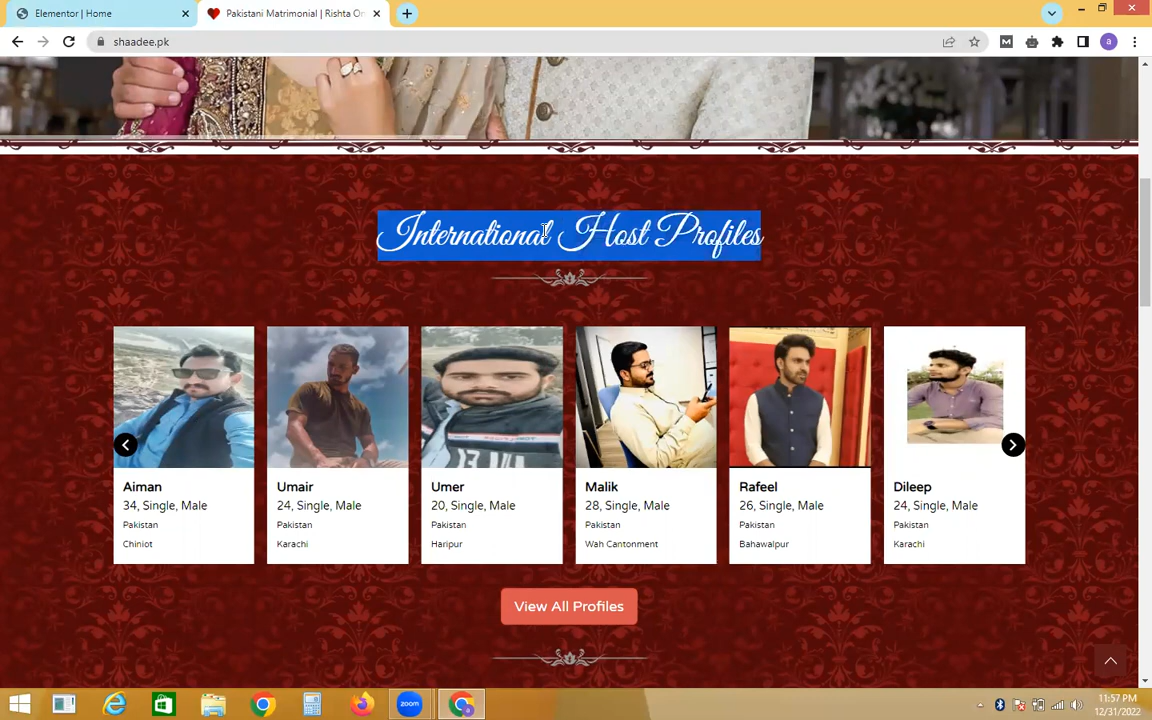 Elementor | Home
Pakistani Matrimonial | Rishta On
shaadee.pk
M
a
International Host Profiles
Aiman
34, Single, Male
Pakistan
Chiniot
Umair
24, Single, Male
Pakistan
Karachi
Umer
20, Single, Male
Pakistan
Haripur
Malik
28, Single, Male
Pakistan
Wah Cantonment
Rafeel
26, Single, Male
Pakistan
Bahawalpur
Dileep
24, Single, Male
Pakistan
Karachi
View All Profiles
zoom
11:57 PM
12/31/2022